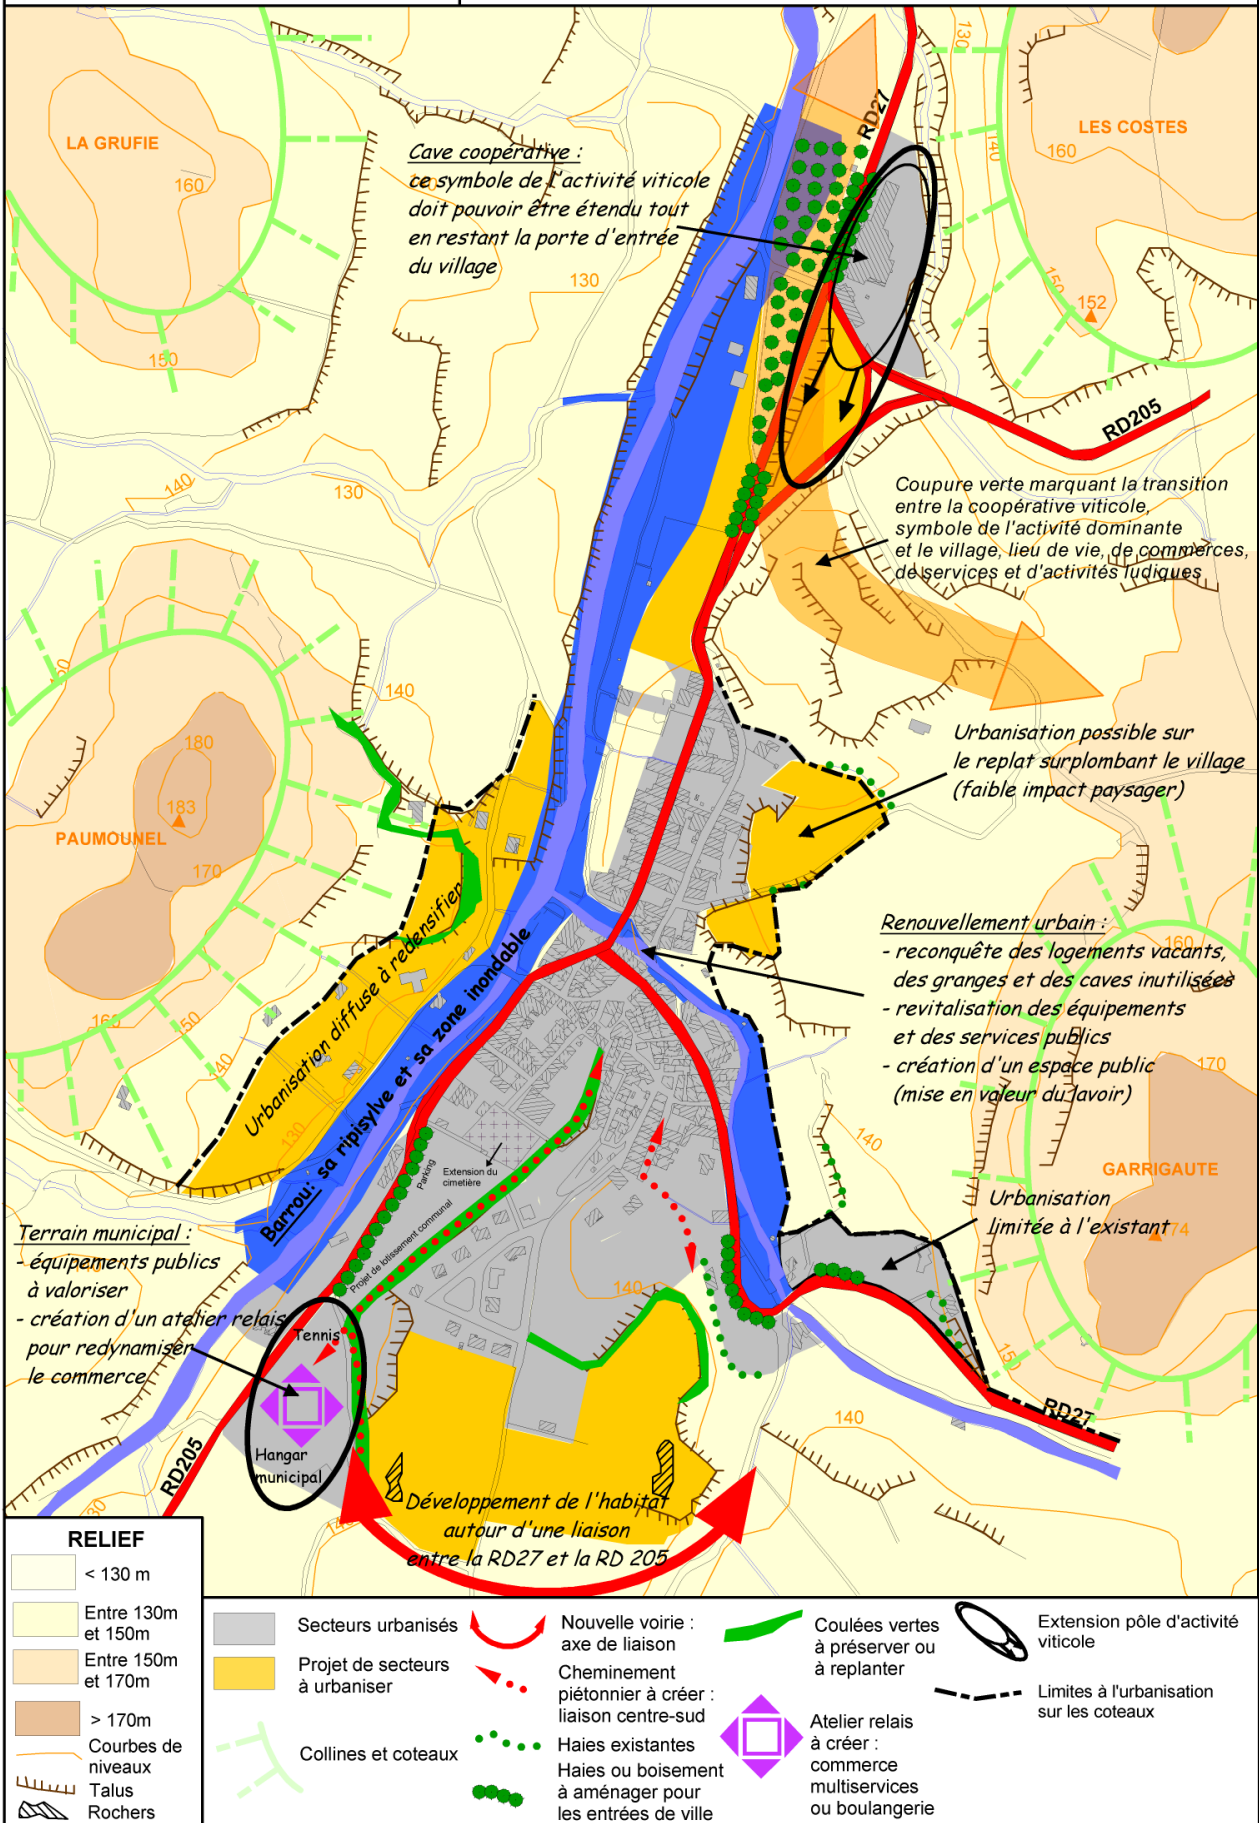 130
RD27
LA GRUFIE
LES COSTES
160
140
160
Cave coopérative :
ce symbole de l'activité viticole
doit pouvoir être étendu tout
en restant la porte d'entrée
du village
130
150
152
150
RD205
140
130
Coupure verte marquant la transition
entre la coopérative viticole,
symbole de l'activité dominante
et le village, lieu de vie, de commerces,
de services et d'activités ludiques
140
180
183
PAUMOUNEL
170
Urbanisation possible sur
le replat surplombant le village
(faible impact paysager)
Urbanisation diffuse à redensifier
Barrou: sa ripisylve et sa zone inondable
Renouvellement urbain :
- reconquête des logements vacants,
des granges et des caves inutilisées
- revitalisation des équipements
et des services publics
- création d'un espace public
(mise en valeur du lavoir)
160
160
150
140
130
170
140
GARRIGAUTE
174
Extension du
cimetière
Parking
Projet de lotissement communal
Urbanisation
limitée à l'existant
Terrain municipal :
- équipements publics
à valoriser
- création d'un atelier relais
pour redynamiser
le commerce
Tennis
140
150
RD27
140
Hangar
municipal
RD205
Développement de l'habitat
autour d'une liaison
entre la RD27 et la RD 205
RELIEF
< 130 m
Entre 130m
et 150m
Entre 150m
et 170m
> 170m
Courbes de
niveaux
Talus
Rochers
Secteurs urbanisés
Projet de secteurs
à urbaniser
Collines et coteaux
Nouvelle voirie :
axe de liaison
Cheminement
piétonnier à créer :
liaison centre-sud
Haies existantes
Haies ou boisement
à aménager pour
les entrées de ville
Coulées vertes
à préserver ou
à replanter
Atelier relais
à créer :
commerce
multiservices
ou boulangerie
Extension pôle d'activité
viticole
Limites à l'urbanisation
sur les coteaux